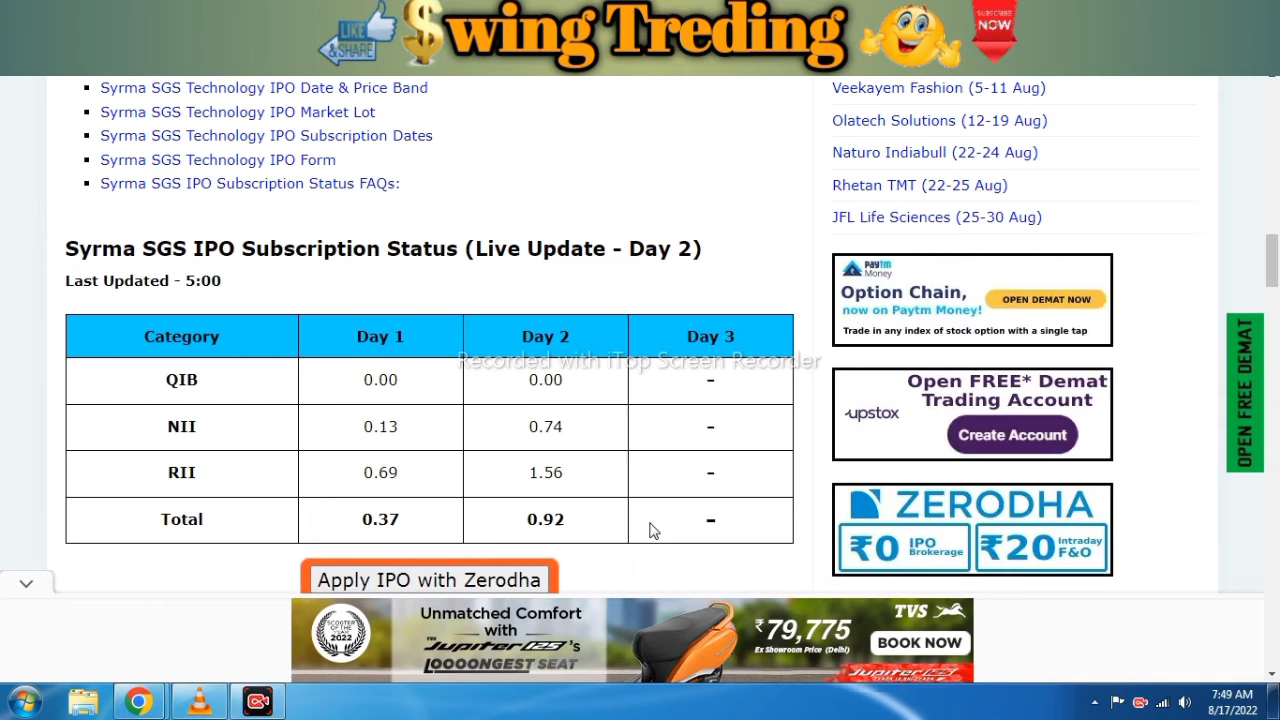 LIKE
& SHARE
$wing Treding
SUBSCRIBE
NOW
Syrma SGS Technology IPO Date & Price Band
Syrma SGS Technology IPO Market Lot
Syrma SGS Technology IPO Subscription Dates
Syrma SGS Technology IPO Form
Syrma SGS IPO Subscription Status FAQs:
Syrma SGS IPO Subscription Status (Live Update - Day 2)
Last Updated - 5:00
Category Day 1 Day 2 Day 3
QIB 0.00 0.00 -
NII 0.13 0.74 -
RII 0.69 1.56 -
Total 0.37 0.92 -
Apply IPO with Zerodha
Recorded with iTop Screen Recorder
Veekayem Fashion (5-11 Aug)
Olatech Solutions (12-19 Aug)
Naturo Indiabull (22-24 Aug)
Rhetan TMT (22-25 Aug)
JFL Life Sciences (25-30 Aug)
paytm
Money
Option Chain,
now on Paytm Money!
OPEN DEMAT NOW
Trade in any index of stock option with a single tap
upstox
Open FREE* Demat
Trading Account
Create Account
ZERODHA
₹0 IPO
Brokerage
₹20 Intraday
F&O
OPEN FREE DEMAT
SCOOTER
OF THE
YEAR
2022
Unmatched Comfort
with
TVS Jupiter 125's
LOOOONGEST SEAT
₹79,775
Ex Showroom Price (Delhi)
TVS
BOOK NOW
Jupiter 125
7:49 AM
8/17/2022